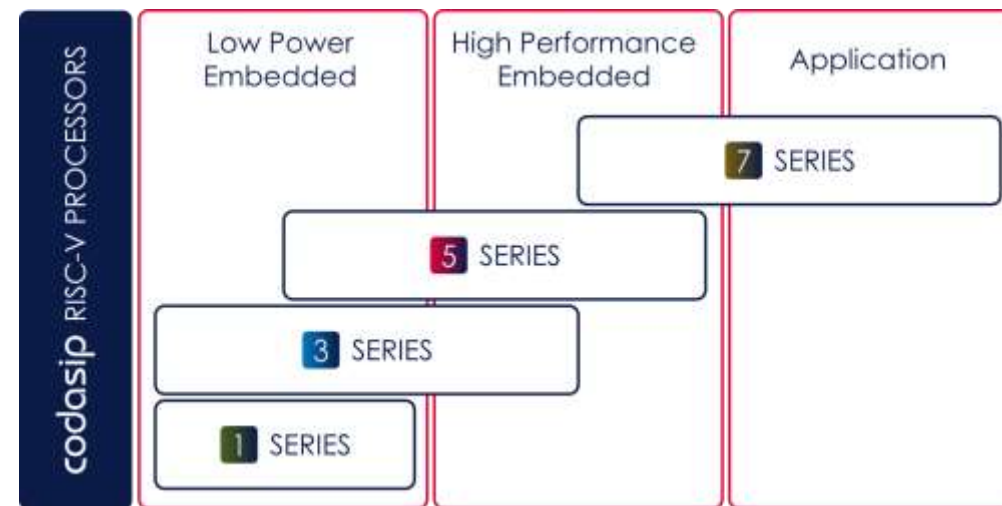 codasip RISC-V PROCESSORS
Low Power
Embedded
High Performance
Embedded
Application
7 SERIES
5 SERIES
3 SERIES
1 SERIES